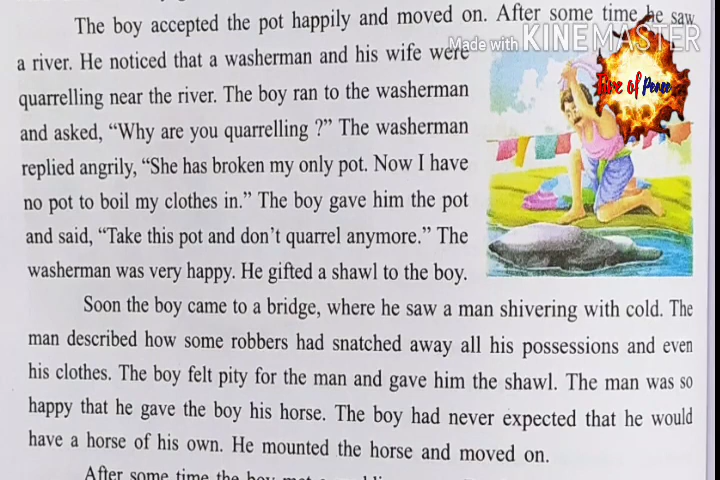 The boy accepted the pot happily and moved on. After some time he saw
a river. He noticed that a washerman and his wife were
Made with KINEMASTER
quarrelling near the river. The boy ran to the washerman
and asked, “Why are you quarrelling ?” The washerman
replied angrily, “She has broken my only pot. Now I have
no pot to boil my clothes in.” The boy gave him the pot
and said, “Take this pot and don’t quarrel anymore.” The
washerman was very happy. He gifted a shawl to the boy.
Soon the boy came to a bridge, where he saw a man shivering with cold. The
man described how some robbers had snatched away all his possessions and even
his clothes. The boy felt pity for the man and gave him the shawl. The man was so
happy that he gave the boy his horse. The boy had never expected that he would
have a horse of his own. He mounted the horse and moved on.
After some time the boy met a
of Peace